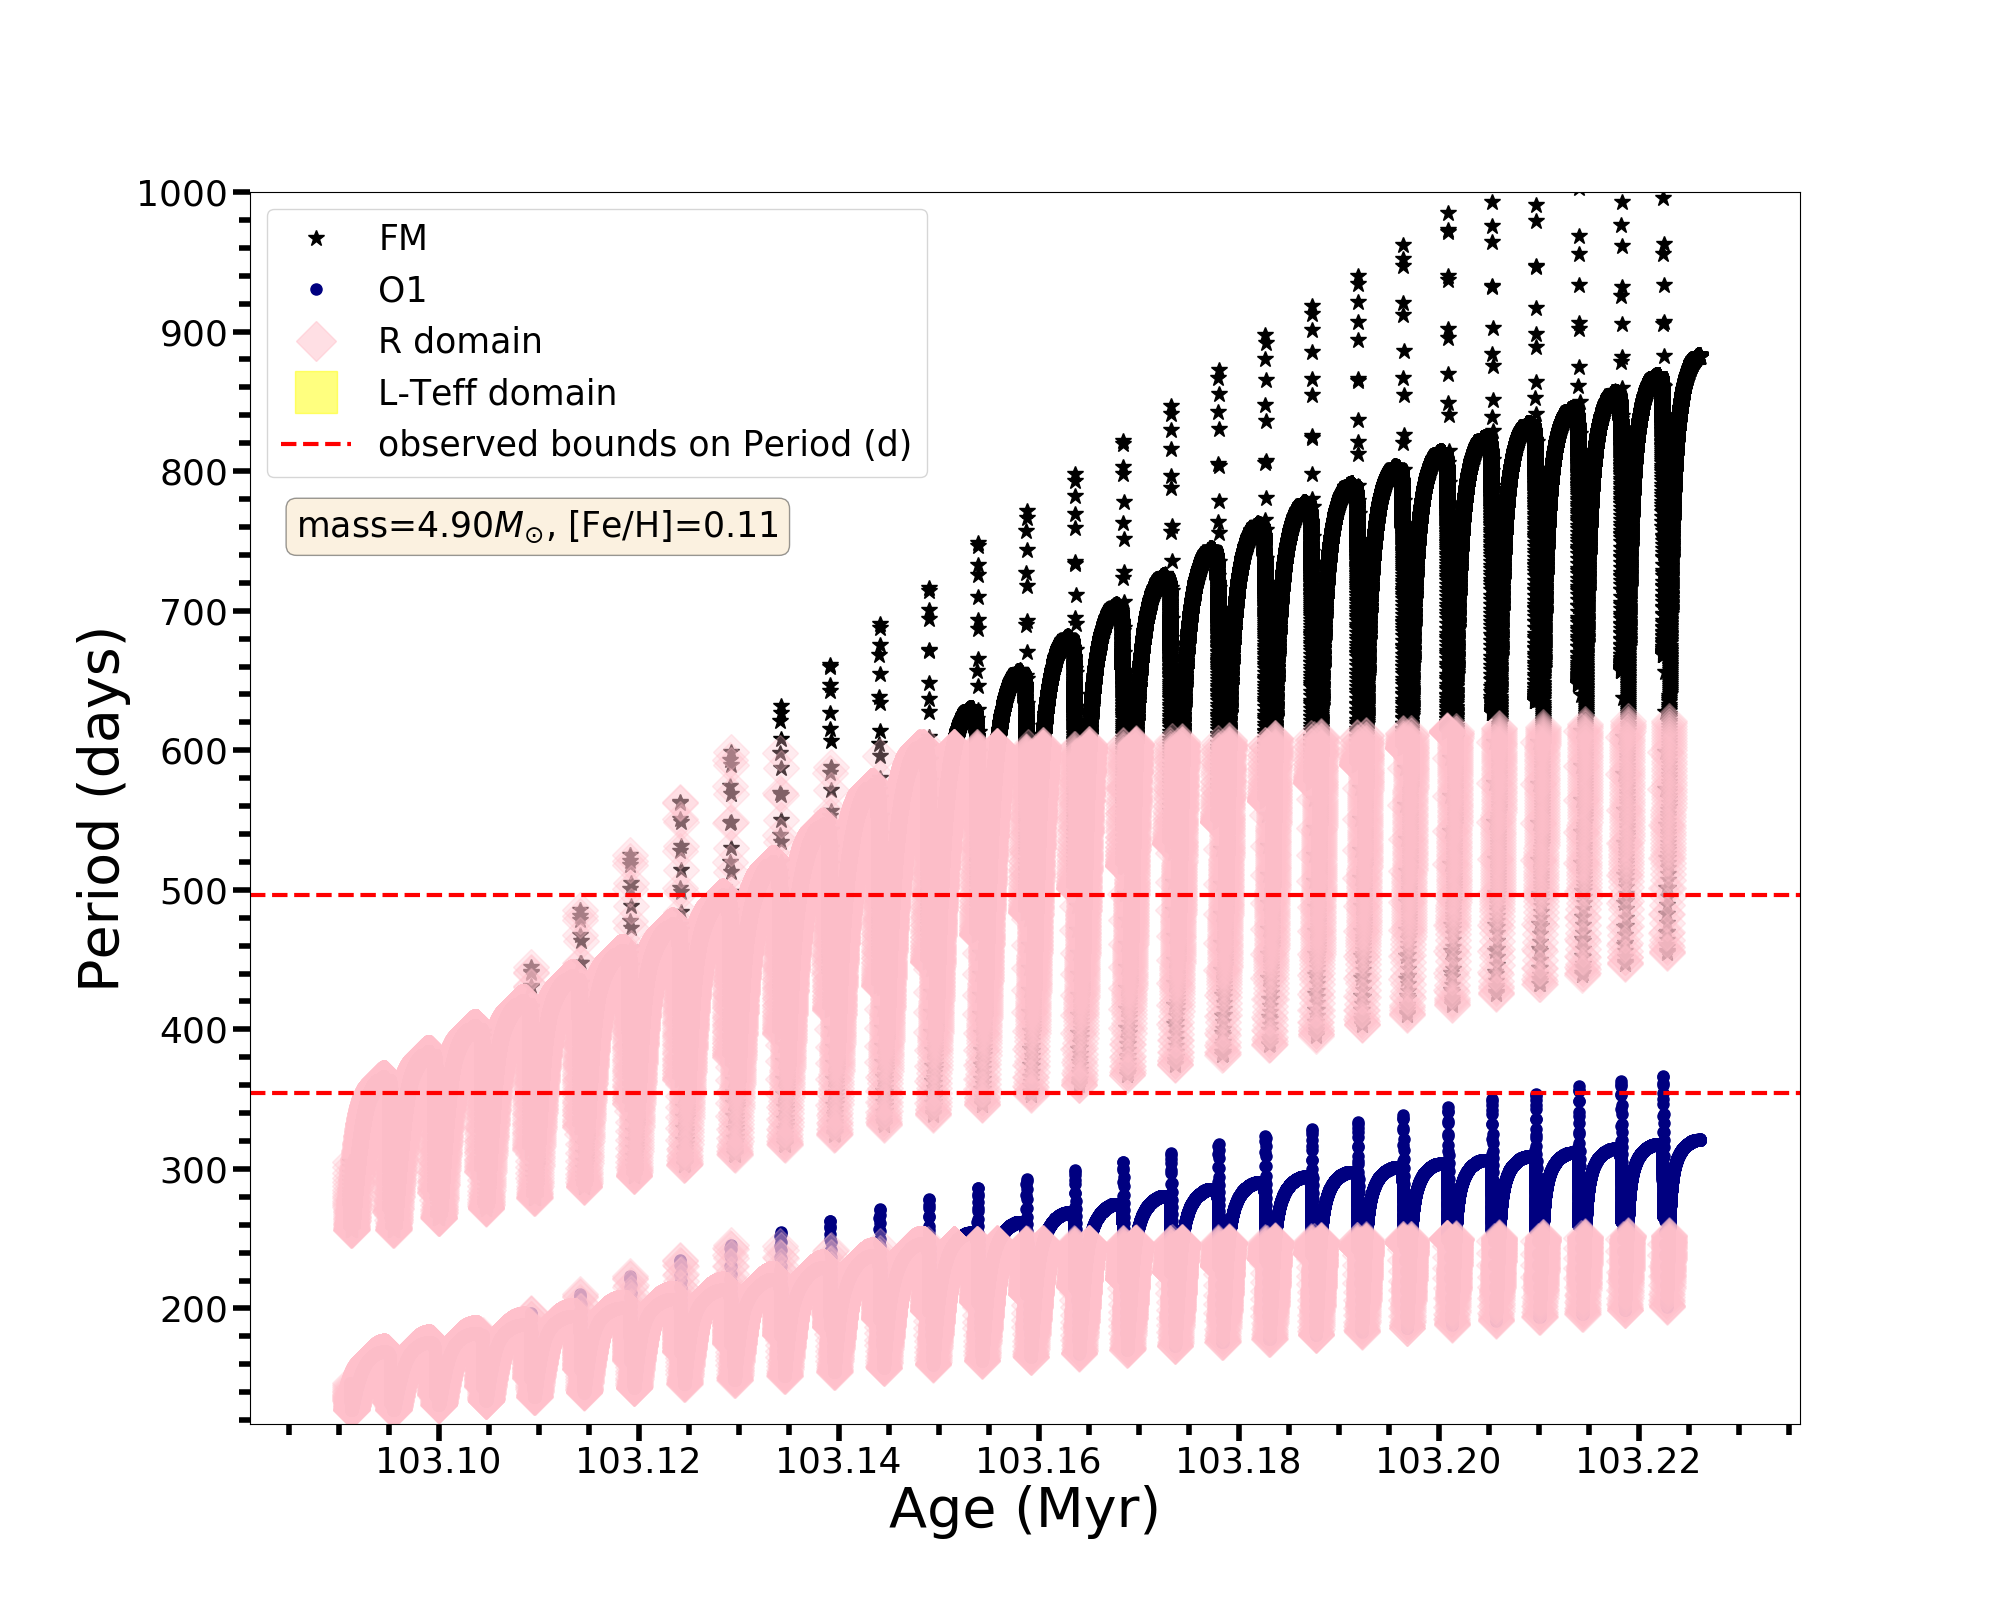 1000
900
800
700
600
500
400
300
200
Period (days)
FM
O1
R domain
L-Teff domain
observed bounds on Period (d)
mass=4.90M⊙, [Fe/H]=0.11
103.10 103.12 103.14 103.16 103.18 103.20 103.22
Age (Myr)